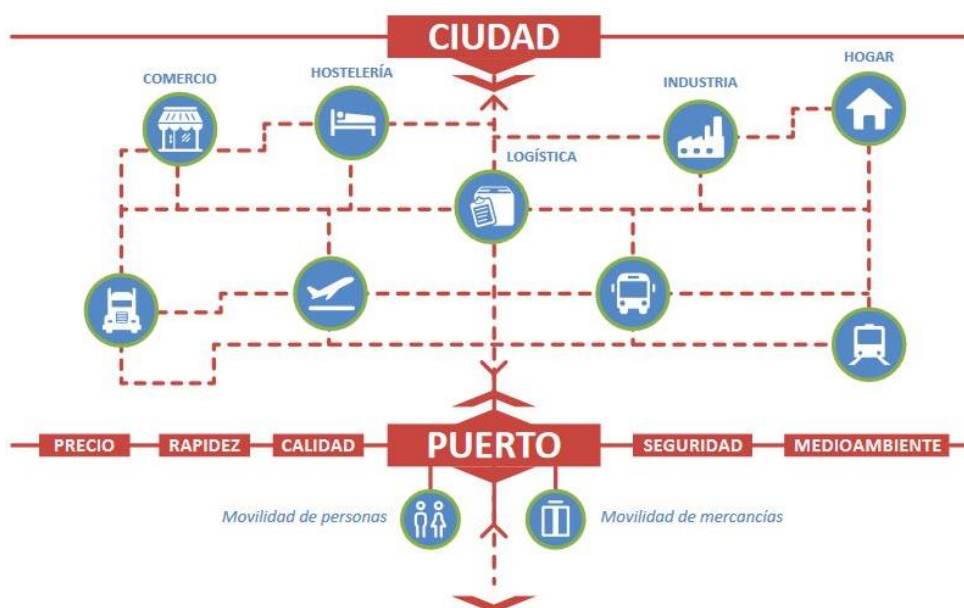 CIUDAD
COMERCIO
HOSTELERÍA
INDUSTRIA
HOGAR
LOGÍSTICA
PRECIO
RAPIDEZ
CALIDAD
PUERTO
SEGURIDAD
MEDIOAMBIENTE
Movilidad de personas
Movilidad de mercancías